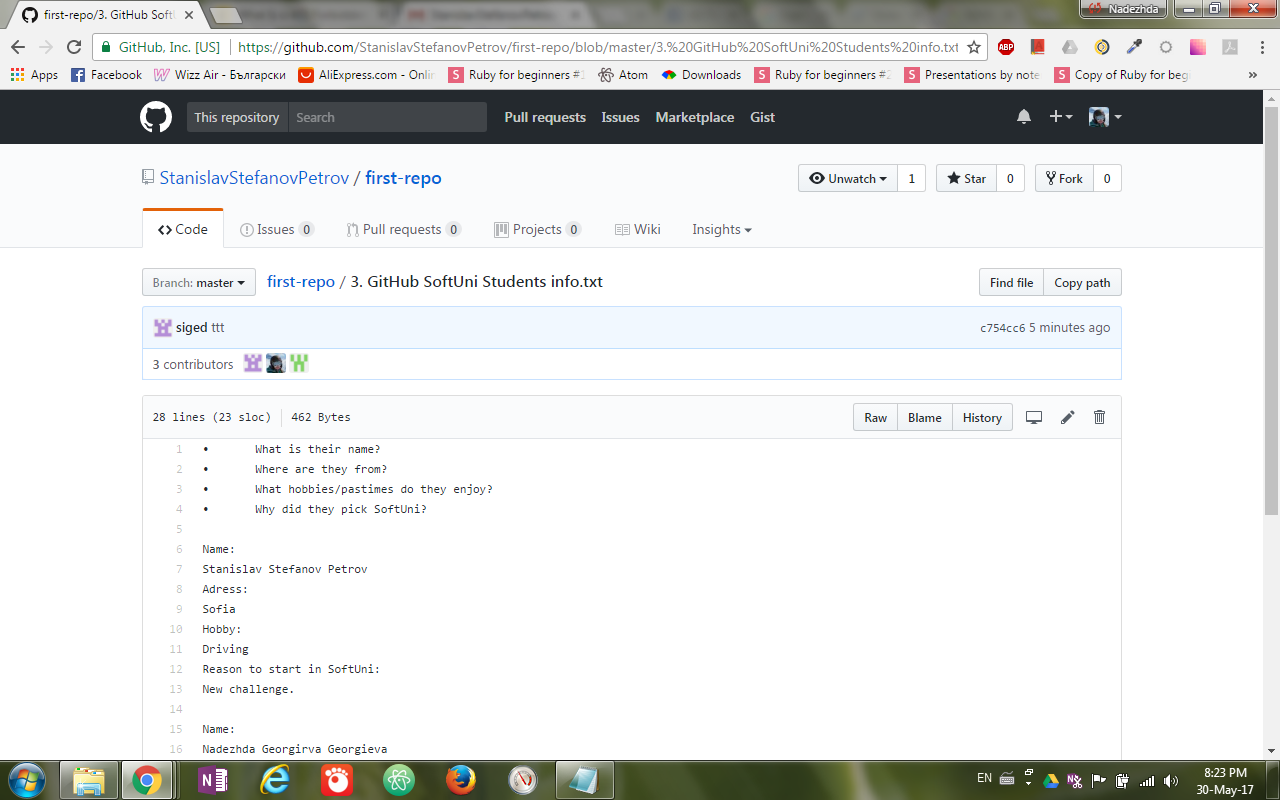 first-repo/3. GitHub Soft
Nadezhda
GitHub, Inc. [US]
https://github.com/StanislavStefanovPetrov/first-repo/blob/master/3.%20GitHub%20SoftUni%20Students%20info.txt
ABP
Apps
Facebook
Wizz Air - Български
AliExpress.com - Onlin
Ruby for beginners #1
Atom
Downloads
Ruby for beginners #2
Presentations by note
Copy of Ruby for beg
»
This repository
Search
Pull requests
Issues
Marketplace
Gist
StanislavStefanovPetrov / first-repo
Unwatch
1
Star
0
Fork
0
Code
Issues 0
Pull requests 0
Projects 0
Wiki
Insights
Branch: master
first-repo / 3. GitHub SoftUni Students info.txt
Find file
Copy path
siged ttt
c754cc6 5 minutes ago
3 contributors
28 lines (23 sloc)
462 Bytes
Raw
Blame
History
1 • What is their name?
2 • Where are they from?
3 • What hobbies/pastimes do they enjoy?
4 • Why did they pick SoftUni?
5
6 Name:
7 Stanislav Stefanov Petrov
8 Adress:
9 Sofia
10 Hobby:
11 Driving
12 Reason to start in SoftUni:
13 New challenge.
14
15 Name:
16 Nadezhda Georgirva Georgieva
EN
8:23 PM
30-May-17